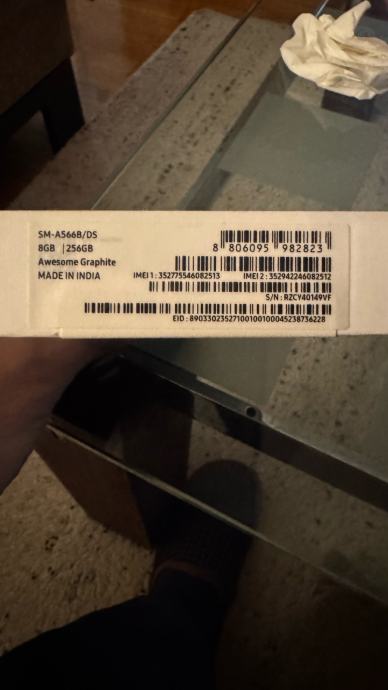 SM-A566B/DS
8GB | 256GB
Awesome Graphite
MADE IN INDIA
8 806095 982823
IMEI 1 : 352775546082513 IMEI 2 : 352942246082512
S/N : RZCY40149VF
EID : 89033023527100100100045238736228